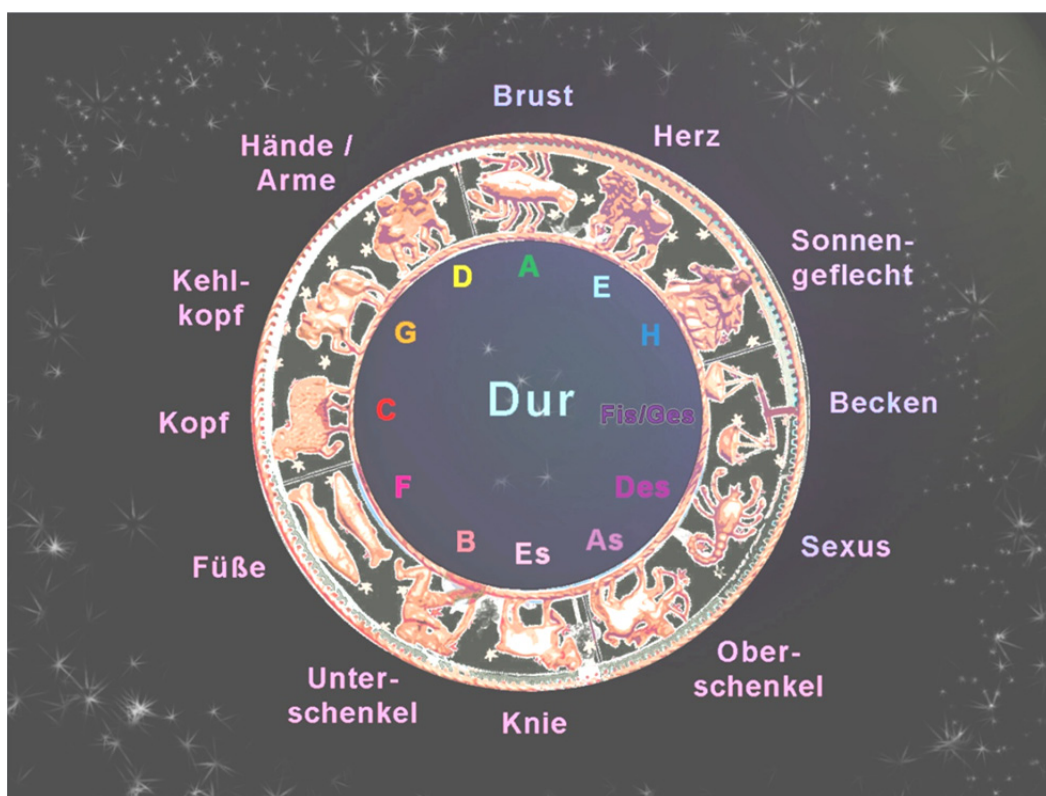 Brust
Herz
Hände /
Arme
Sonnen-
geflecht
Kehl-
kopf
Becken
Kopf
Sexus
Füße
Ober-
schenkel
Unter-
schenkel
Knie
A
D
E
G
H
C
Dur
Fis/Ges
F
Des
B
Es
As